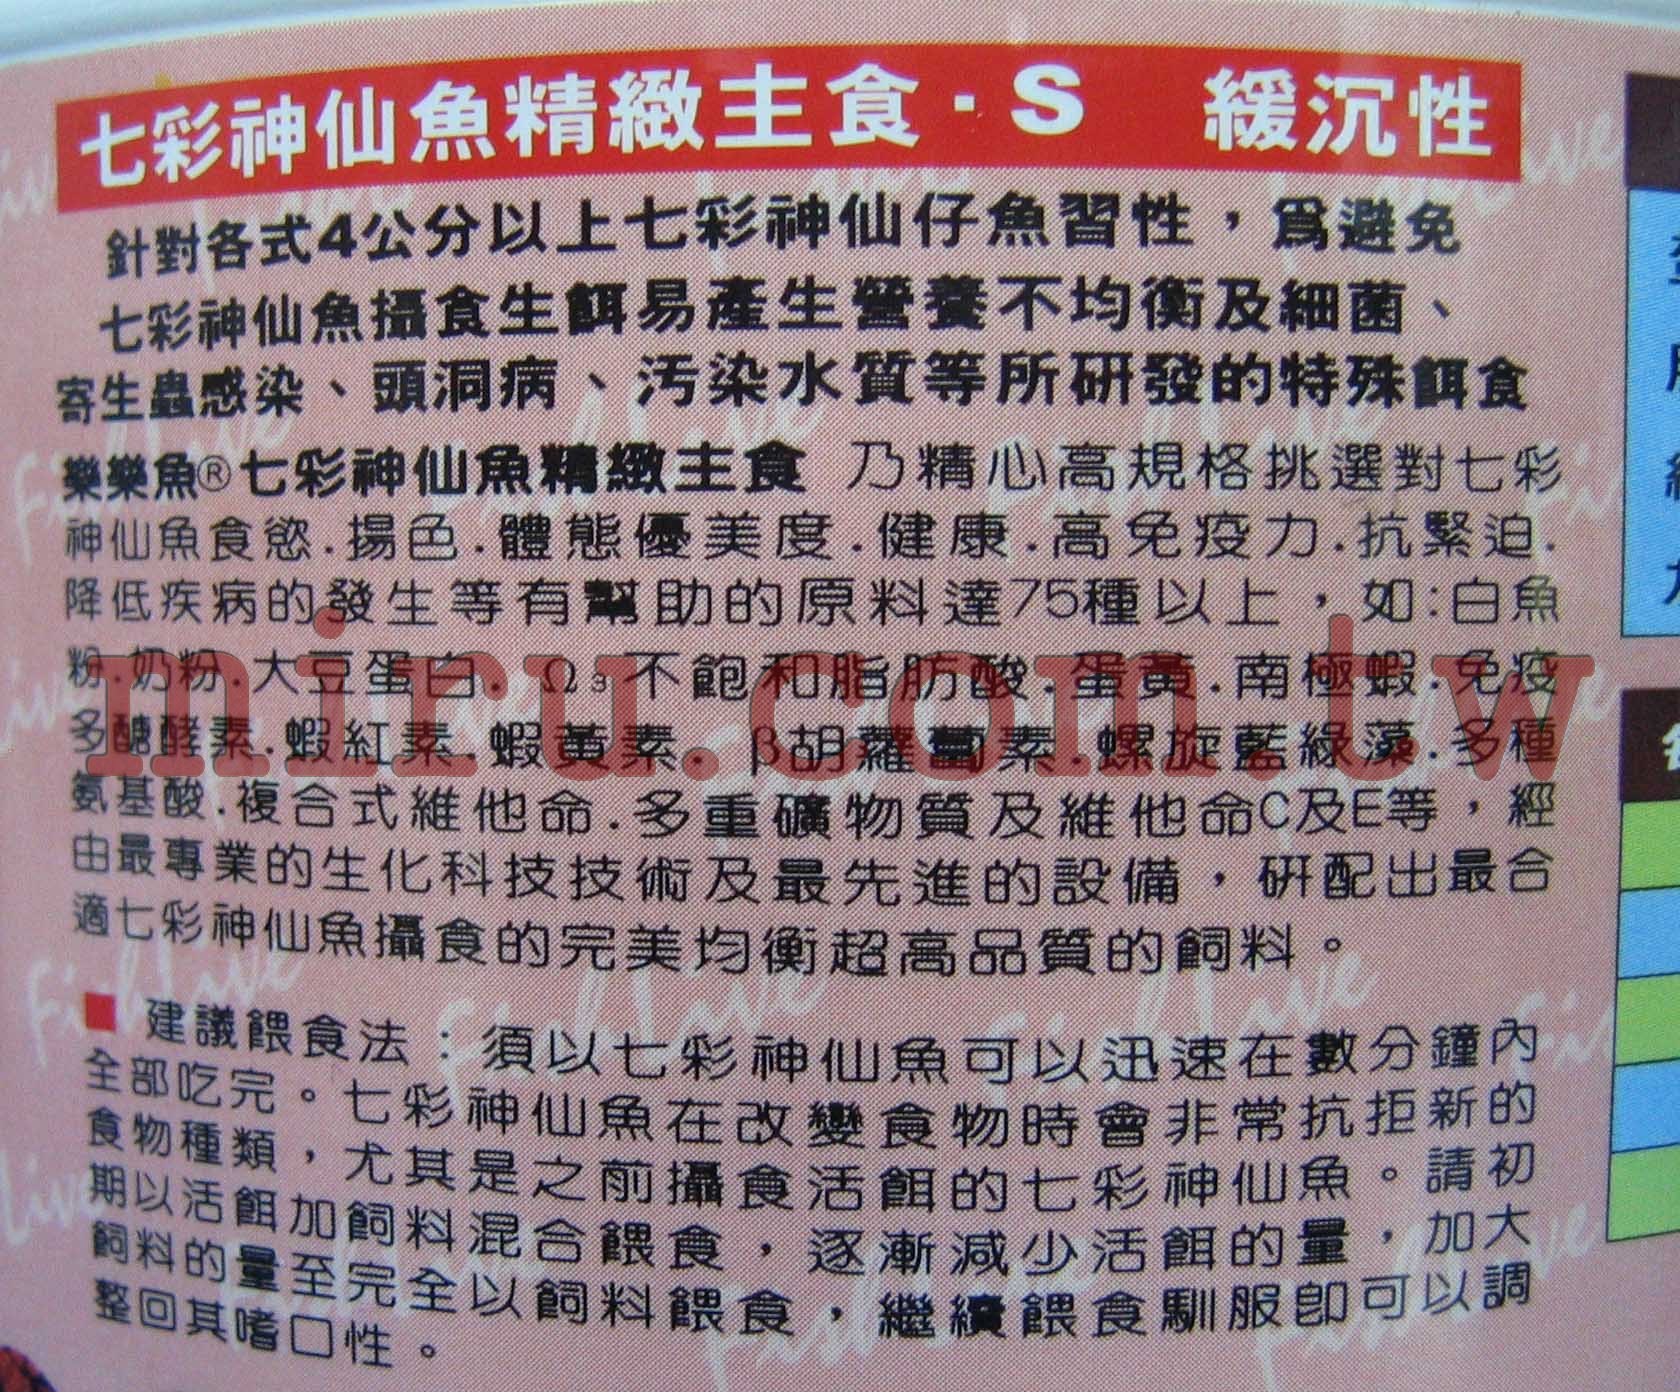 七彩神仙魚精緻主食·S 緩沉性
針對各式4公分以上七彩神仙仔魚習性，為避免
七彩神仙魚攝食生餌易產生營養不均衡及細菌、
寄生蟲感染、頭洞病、汚染水質等所研發的特殊餌食
樂樂魚®七彩神仙魚精緻主食 乃精心高規格挑選對七彩
神仙魚食慾.揚色.體態優美度.健康.高免疫力.抗緊迫.
降低疾病的發生等有幫助的原料達75種以上，如:白魚
粉.奶粉.大豆蛋白.Ω3不飽和脂肪酸.蛋黃.南極蝦.免疫
多醣酵素.蝦紅素.蝦黃素.β胡蘿蔔素.螺旋藍綠藻.多種
氨基酸.複合式維他命.多重礦物質及維他命C及E等，經
由最專業的生化科技技術及最先進的設備，研配出最合
適七彩神仙魚攝食的完美均衡超高品質的飼料。
■ 建議餵食法：須以七彩神仙魚可以迅速在數分鐘內
全部吃完。七彩神仙魚在改變食物時會非常抗拒新的
食物種類，尤其是之前攝食活餌的七彩神仙魚。請初
期以活餌加飼料混合餵食，逐漸減少活餌的量，加大
飼料的量至完全以飼料餵食，繼續餵食馴服即可以調
整回其嗜口性。
miru.com.tw